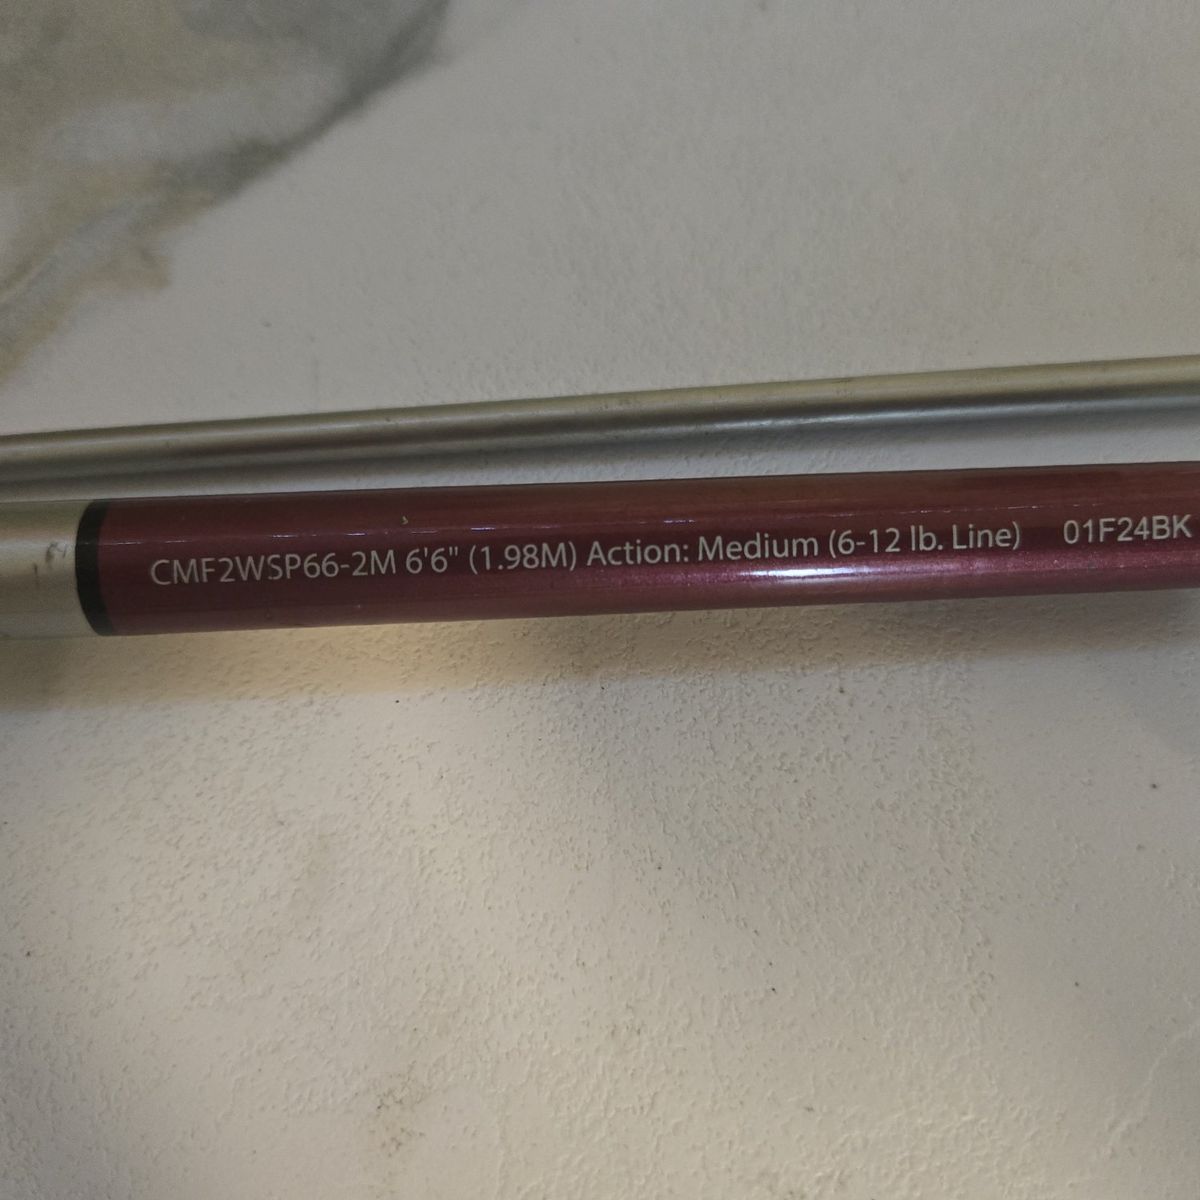 CMF2WSP66-2M 6'6" (1.98M) Action: Medium (6-12 lb. Line) 01F24BK